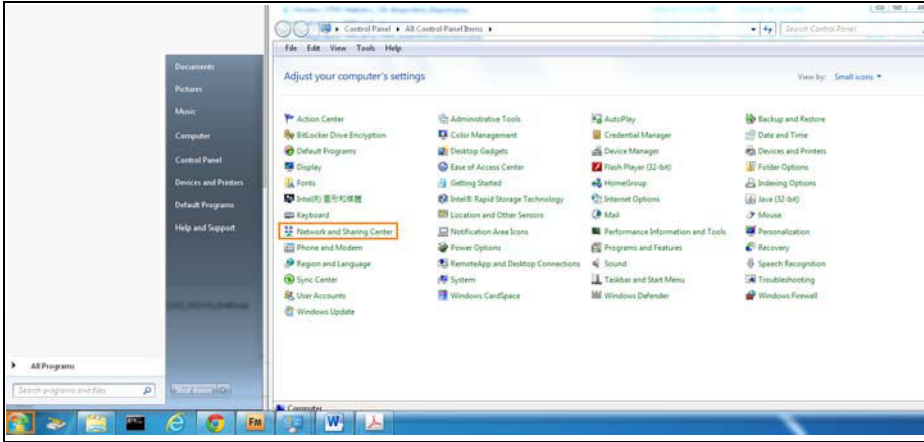 Control Panel ▸ All Control Panel Items ▸
Search Control Panel
File Edit View Tools Help
Adjust your computer's settings
View by: Small icons
Action Center
Administrative Tools
AutoPlay
Backup and Restore
BitLocker Drive Encryption
Color Management
Credential Manager
Date and Time
Default Programs
Desktop Gadgets
Device Manager
Devices and Printers
Display
Ease of Access Center
Flash Player (32-bit)
Folder Options
Fonts
Getting Started
HomeGroup
Indexing Options
Intel(R) 圖形和媒體
Intel® Rapid Storage Technology
Internet Options
Java (32-bit)
Keyboard
Location and Other Sensors
Mail
Mouse
Network and Sharing Center
Notification Area Icons
Performance Information and Tools
Personalization
Phone and Modem
Power Options
Programs and Features
Recovery
Region and Language
RemoteApp and Desktop Connections
Sound
Speech Recognition
Sync Center
System
Taskbar and Start Menu
Troubleshooting
User Accounts
Windows CardSpace
Windows Defender
Windows Firewall
Windows Update
Documents
Pictures
Music
Computer
Control Panel
Devices and Printers
Default Programs
Help and Support
All Programs
Search programs and files
Computer
FM
W